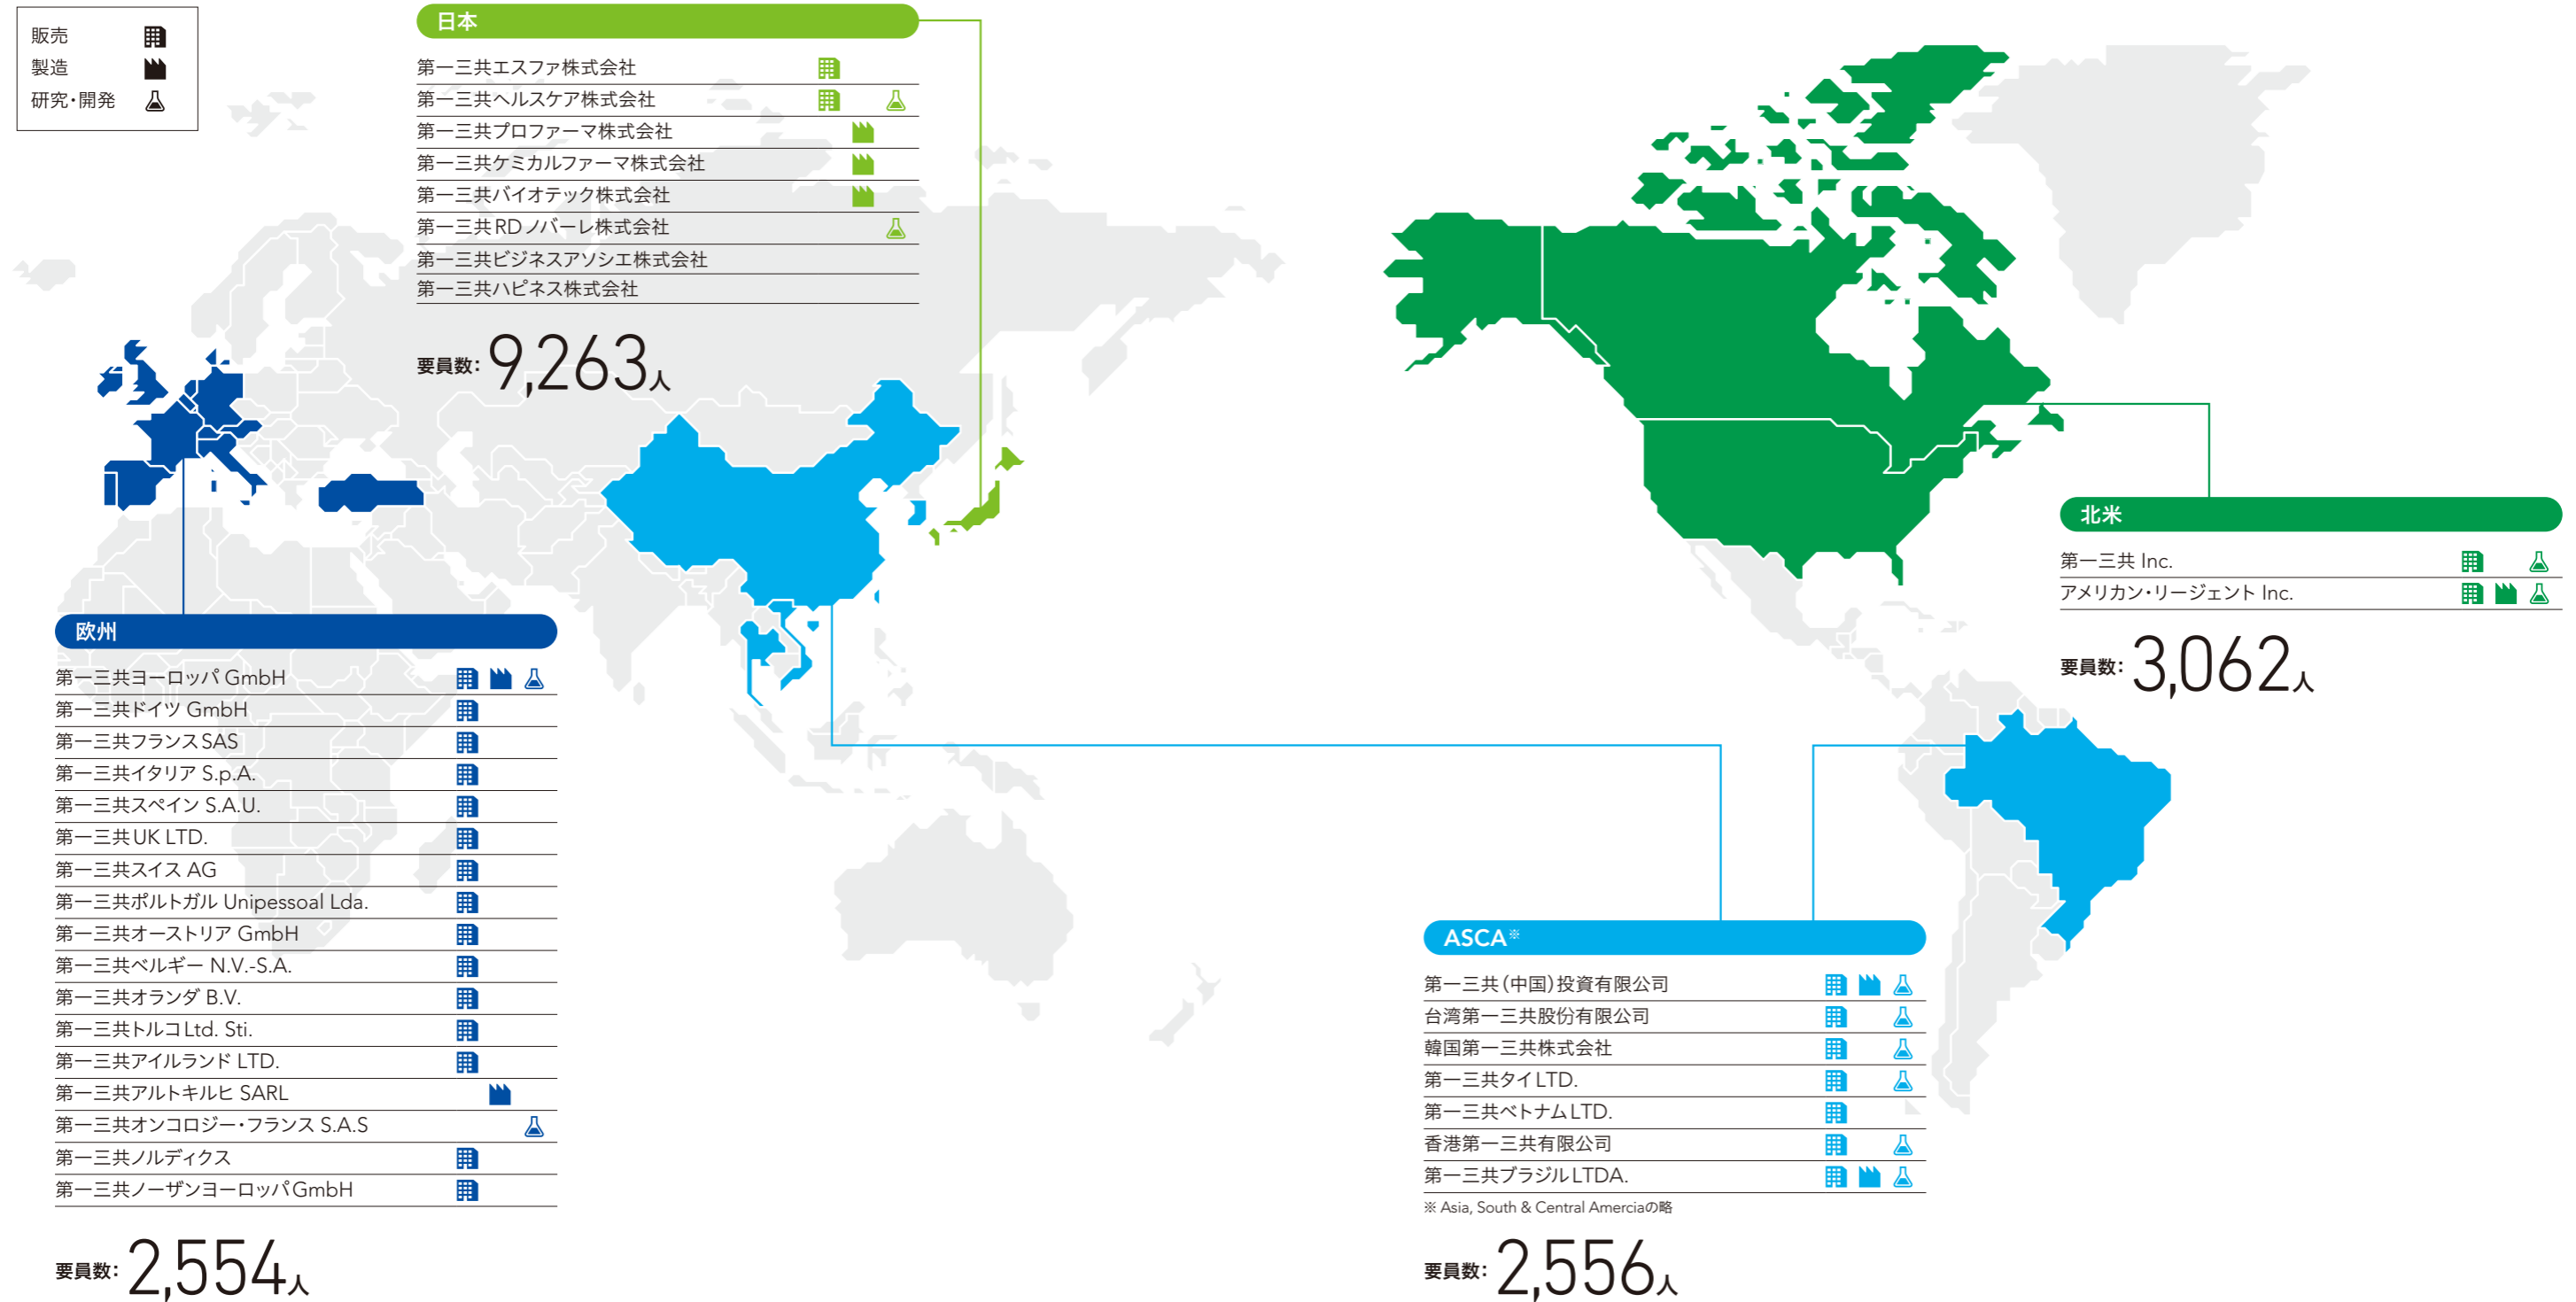 販売
製造
研究・開発
日本
第一三共エスファ株式会社
第一三共ヘルスケア株式会社
第一三共プロファーマ株式会社
第一三共ケミカルファーマ株式会社
第一三共バイオテック株式会社
第一三共RDノバーレ株式会社
第一三共ビジネスアソシエ株式会社
第一三共ハピネス株式会社
要員数：9,263人
欧州
第一三共ヨーロッパ GmbH
第一三共ドイツ GmbH
第一三共フランスSAS
第一三共イタリア S.p.A.
第一三共スペイン S.A.U.
第一三共UK LTD.
第一三共スイス AG
第一三共ポルトガル Unipessoal Lda.
第一三共オーストリア GmbH
第一三共ベルギー N.V.-S.A.
第一三共オランダ B.V.
第一三共トルコLtd. Sti.
第一三共アイルランド LTD.
第一三共アルトキルヒ SARL
第一三共オンコロジー・フランス S.A.S
第一三共ノルディクス
第一三共ノーザンヨーロッパGmbH
要員数：2,554人
北米
第一三共 Inc.
アメリカン・リージェント Inc.
要員数：3,062人
ASCA※
第一三共（中国）投資有限公司
台湾第一三共股份有限公司
韓国第一三共株式会社
第一三共タイLTD.
第一三共ベトナムLTD.
香港第一三共有限公司
第一三共ブラジルLTDA.
※ Asia, South & Central Amerciaの略
要員数：2,556人